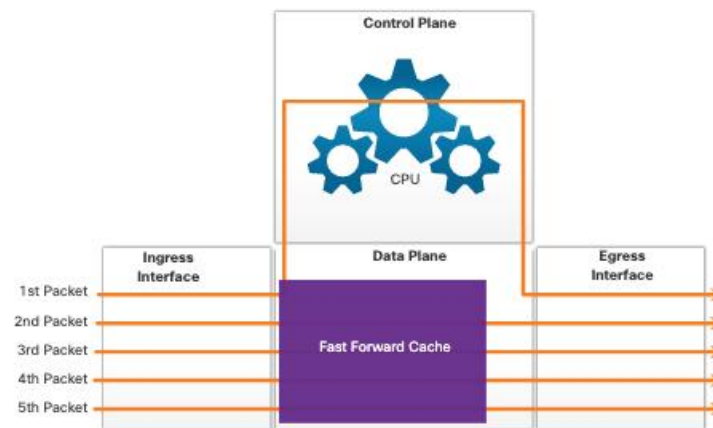 Control Plane
CPU
Ingress
Interface
Data Plane
Egress
Interface
1st Packet
2nd Packet
3rd Packet
Fast Forward Cache
4th Packet
5th Packet